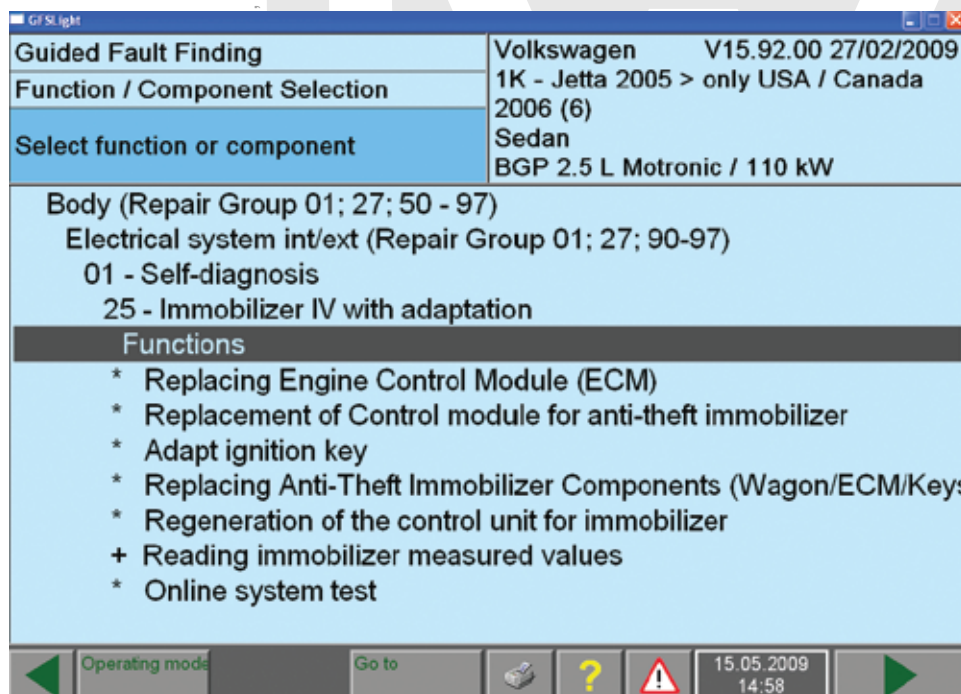 GFSLight
Guided Fault Finding
Function / Component Selection
Select function or component
Volkswagen V15.92.00 27/02/2009
1K - Jetta 2005 > only USA / Canada
2006 (6)
Sedan
BGP 2.5 L Motronic / 110 kW
Body (Repair Group 01; 27; 50 - 97)
Electrical system int/ext (Repair Group 01; 27; 90-97)
01 - Self-diagnosis
25 - Immobilizer IV with adaptation
Functions
* Replacing Engine Control Module (ECM)
* Replacement of Control module for anti-theft immobilizer
* Adapt ignition key
* Replacing Anti-Theft Immobilizer Components (Wagon/ECM/Keys
* Regeneration of the control unit for immobilizer
+ Reading immobilizer measured values
* Online system test
Operating mode
Go to
?
15.05.2009
14:58